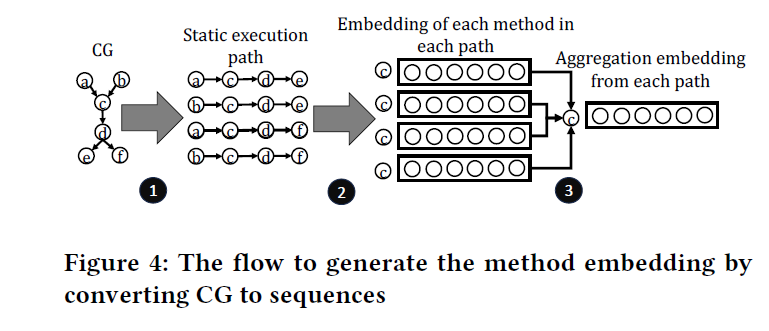 CG
Static execution
path
Embedding of each method in
each path
Aggregation embedding
from each path
a b
c
d
e f
a c d e
b c d e
a c d f
b c d f
c
c
c
c
c
1 2 3
Figure 4: The flow to generate the method embedding by
converting CG to sequences